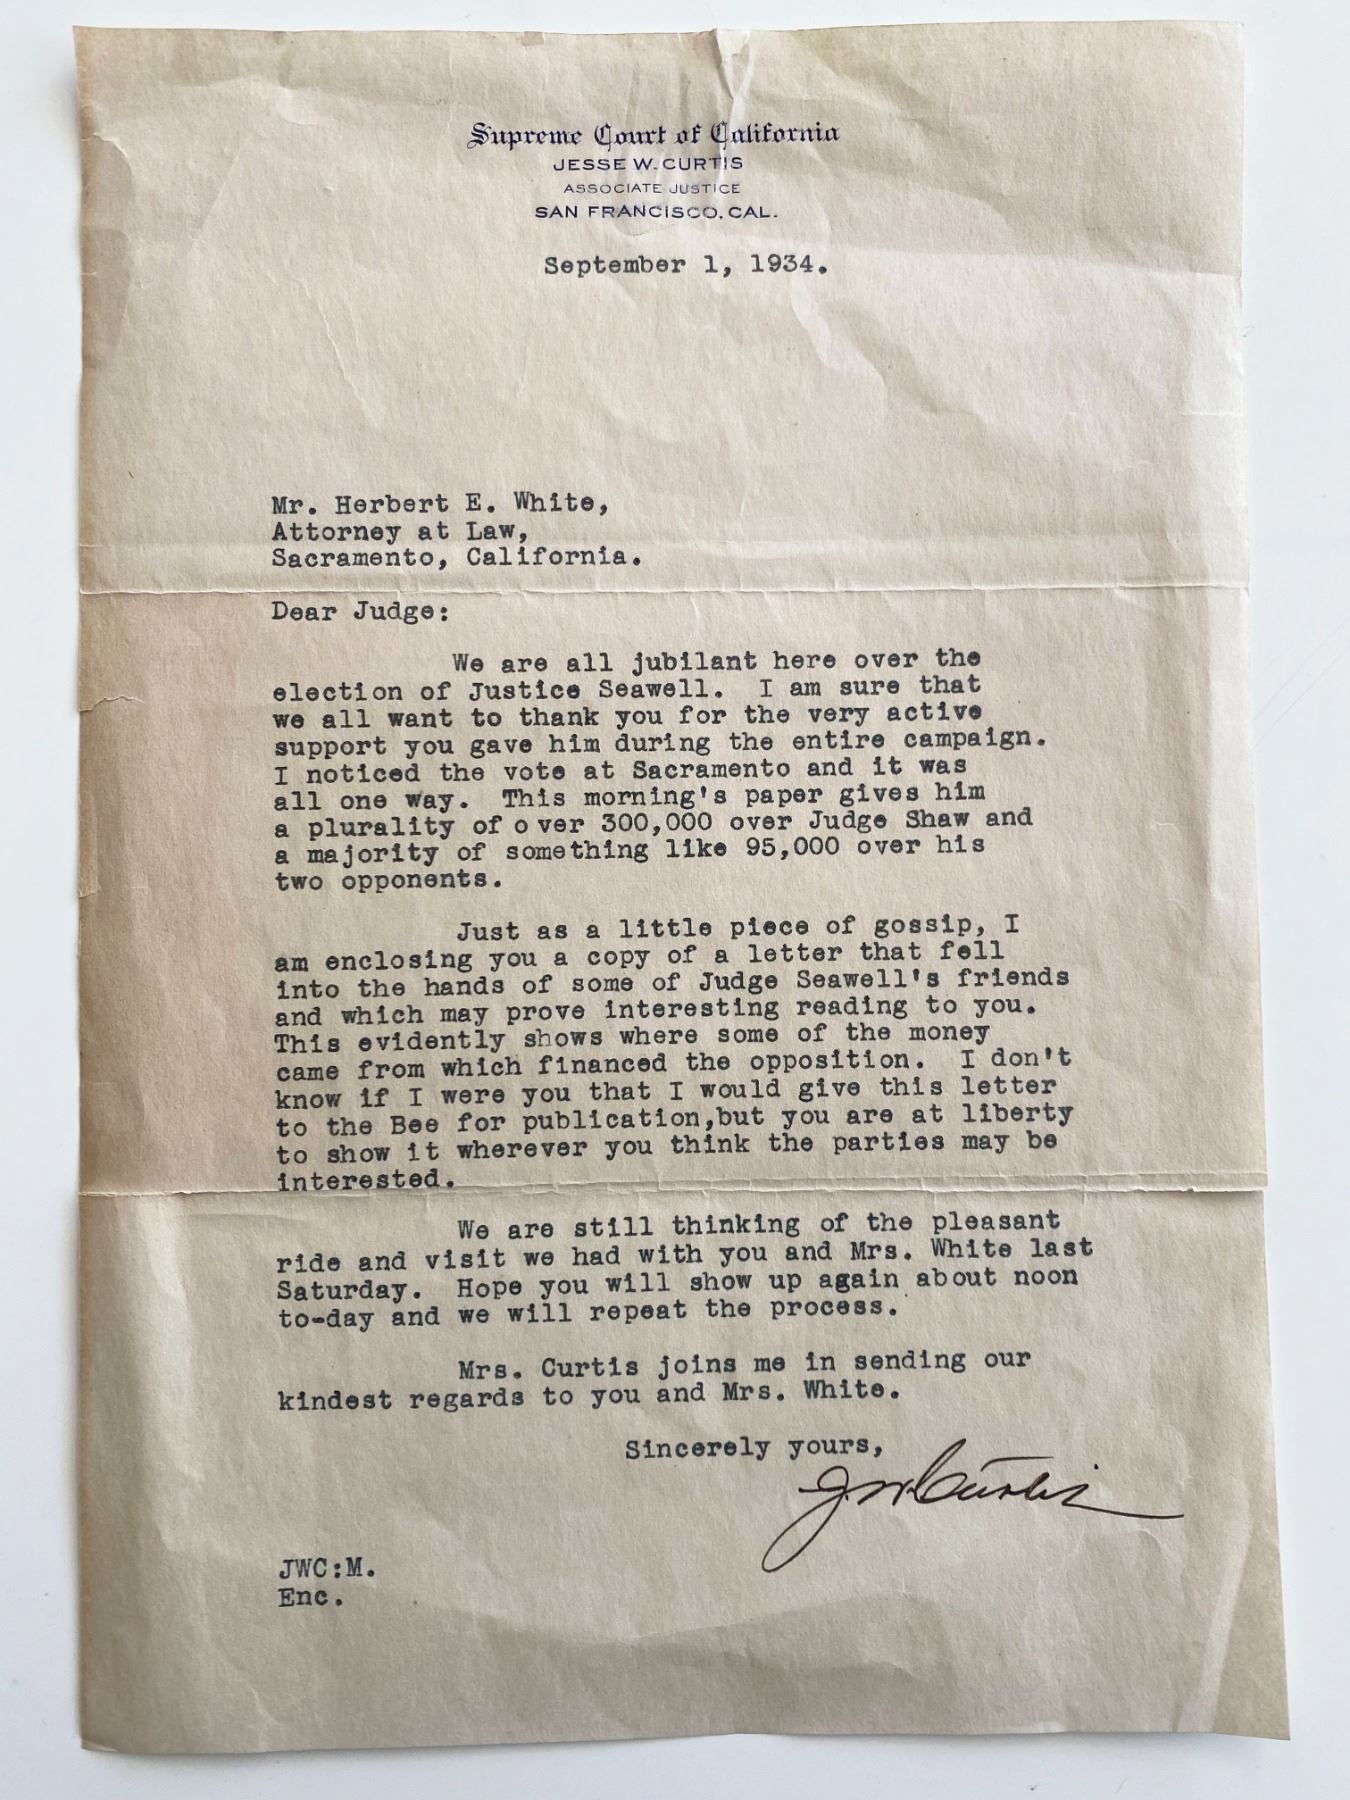 Supreme Court of California
JESSE W. CURTIS
ASSOCIATE JUSTICE
SAN FRANCISCO, CAL.
September 1, 1934.
Mr. Herbert E. White,
Attorney at Law,
Sacramento, California.
Dear Judge:
We are all jubilant here over the
election of Justice Seawell. I am sure that
we all want to thank you for the very active
support you gave him during the entire campaign.
I noticed the vote at Sacramento and it was
all one way. This morning's paper gives him
a plurality of o ver 300,000 over Judge Shaw and
a majority of something like 95,000 over his
two opponents.
Just as a little piece of gossip, I
am enclosing you a copy of a letter that fell
into the hands of some of Judge Seawell's friends
and which may prove interesting reading to you.
This evidently shows where some of the money
came from which financed the opposition. I don't
know if I were you that I would give this letter
to the Bee for publication,but you are at liberty
to show it wherever you think the parties may be
interested.
We are still thinking of the pleasant
ride and visit we had with you and Mrs. White last
Saturday. Hope you will show up again about noon
to-day and we will repeat the process.
Mrs. Curtis joins me in sending our
kindest regards to you and Mrs. White.
Sincerely yours,
J W Curtis
JWC:M.
Enc.